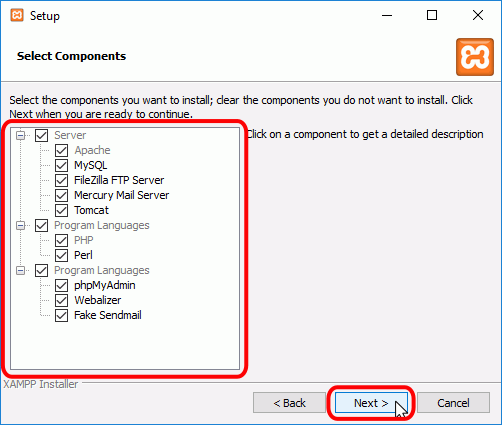 Setup
Select Components
Select the components you want to install; clear the components you do not want to install. Click
Next when you are ready to continue.
Server
Apache
MySQL
FileZilla FTP Server
Mercury Mail Server
Tomcat
Program Languages
PHP
Perl
Program Languages
phpMyAdmin
Webalizer
Fake Sendmail
Click on a component to get a detailed description
XAMPP Installer
< Back
Next >
Cancel